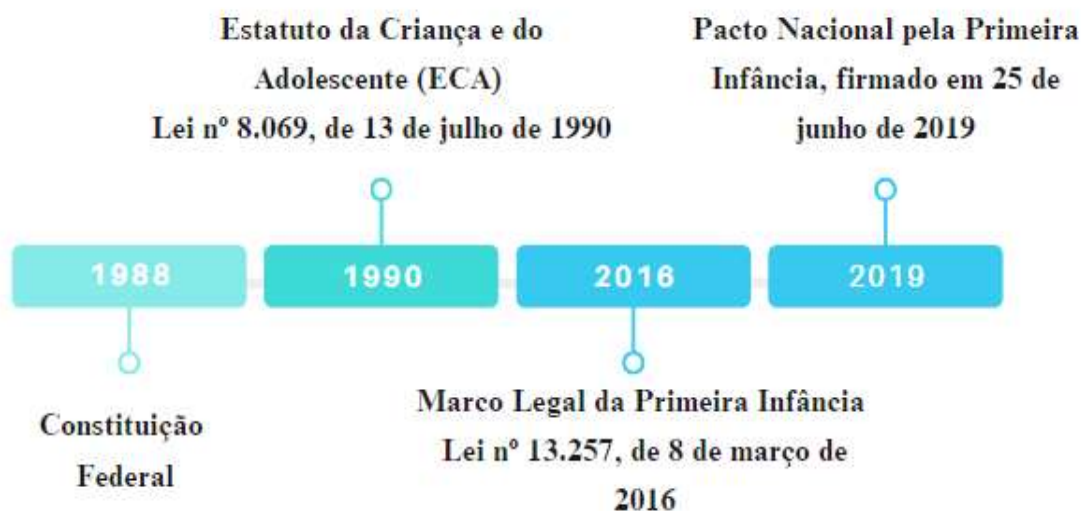 Estatuto da Criança e do
Adolescente (ECA)
Lei nº 8.069, de 13 de julho de 1990
Pacto Nacional pela Primeira
Infância, firmado em 25 de
junho de 2019
1988
1990
2016
2019
Constituição
Federal
Marco Legal da Primeira Infância
Lei nº 13.257, de 8 de março de
2016